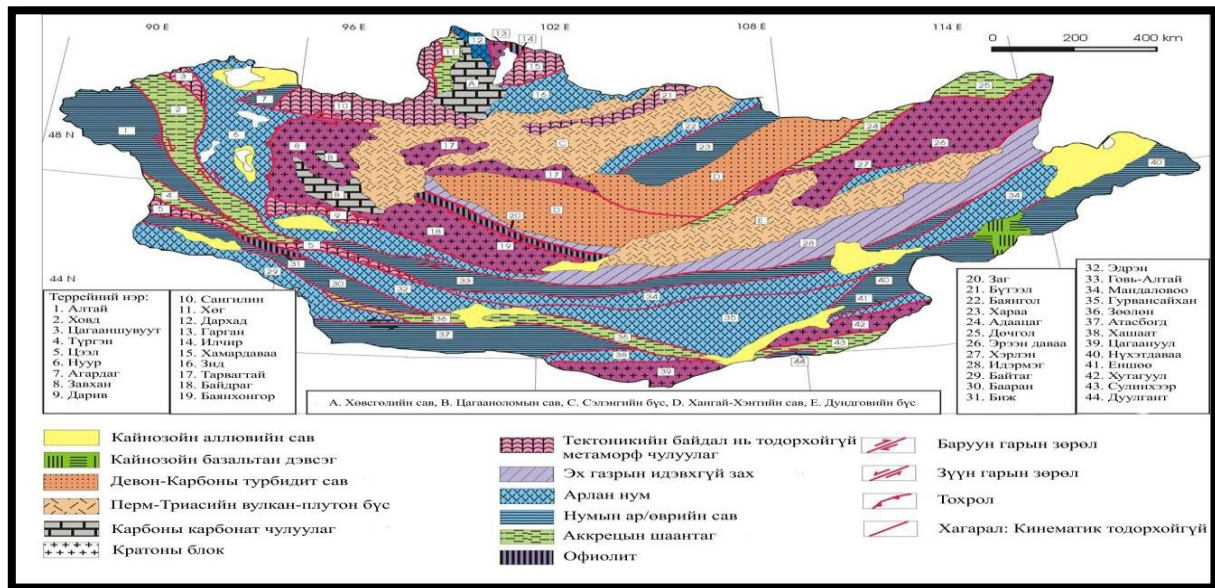 90 E
96 E
102 E
108 E
114 E
0 200 400 km
48 N
44 N
Террейний нэр:
1. Алтай
2. Ховд
3. Цагааншувуут
4. Түргэн
5. Цээл
6. Нуур
7. Агардаг
8. Завхан
9. Дарив
10. Сангилин
11. Хөг
12. Дархад
13. Гарган
14. Илчир
15. Хамардаваа
16. Зид
17. Тарвагтай
18. Байдраг
19. Баянхонгор
А. Хөвсгөлийн сав, В. Цагааноломын сав, С. Сэлэнгийн бүс, D. Хангай-Хэнтийн сав, Е. Дундговийн бүс
20. Заг
21. Бүтээл
22. Баянгол
23. Хараа
24. Адаацаг
25. Дөчгол
26. Эрээн даваа
27. Хэрлэн
28. Идэрмэг
29. Байтаг
30. Бааран
31. Биж
32. Эдрэн
33. Говь-Алтай
34. Мандаловоо
35. Гурвансайхан
36. Зөөлөн
37. Атасбогд
38. Хашаат
39. Цагаануул
40. Нүхэтдаваа
41. Еншөө
42. Хутагуул
43. Сулинхээр
44. Дуулгант
Кайнозойн аллювийн сав
Кайнозойн базальтан дэвсэг
Девон-Карбоны турбидит сав
Перм-Триасийн вулкан-плутон бүс
Карбоны карбонат чулуулаг
Кратоны блок
Тектоникийн байдал нь тодорхойгүй
метаморф чулуулаг
Эх газрын идэвхгүй зах
Арлан нум
Нумын ар/өврийн сав
Аккрецын шаантаг
Офиолит
Баруун гарын зөрөл
Зүүн гарын зөрөл
Тохрол
Хагарал: Кинематик тодорхойгүй